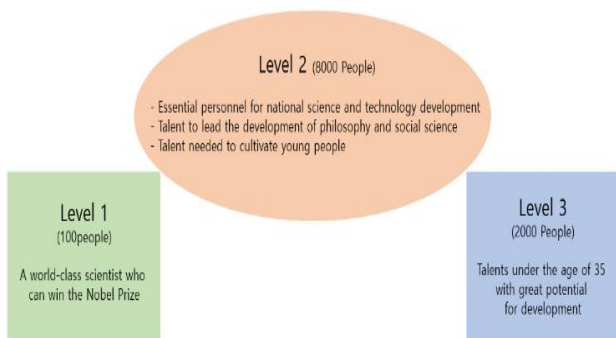 Level 2 (8000 People)
- Essential personnel for national science and technology development
- Talent to lead the development of philosophy and social science
- Talent needed to cultivate young people
Level 1
(100people)
A world-class scientist who
can win the Nobel Prize
Level 3
(2000 People)
Talents under the age of 35
with great potential
for development